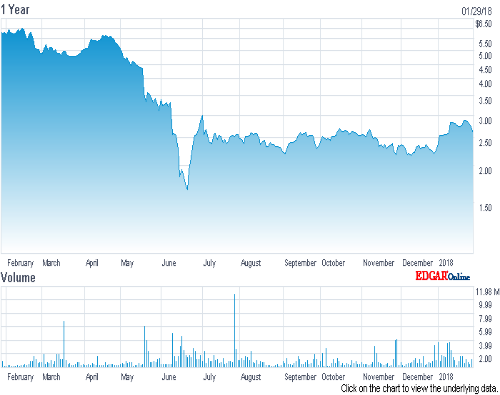 1 Year
01/29/18
$6.50
5.50
4.50
4.00
3.50
3.00
2.50
2.00
1.50
February March April May June July August September October November December 2018
Volume
EDGAR Online
11.98 M
9.99
7.99
5.99
3.99
2.00
February March April May June July August September October November December 2018
Click on the chart to view the underlying data.